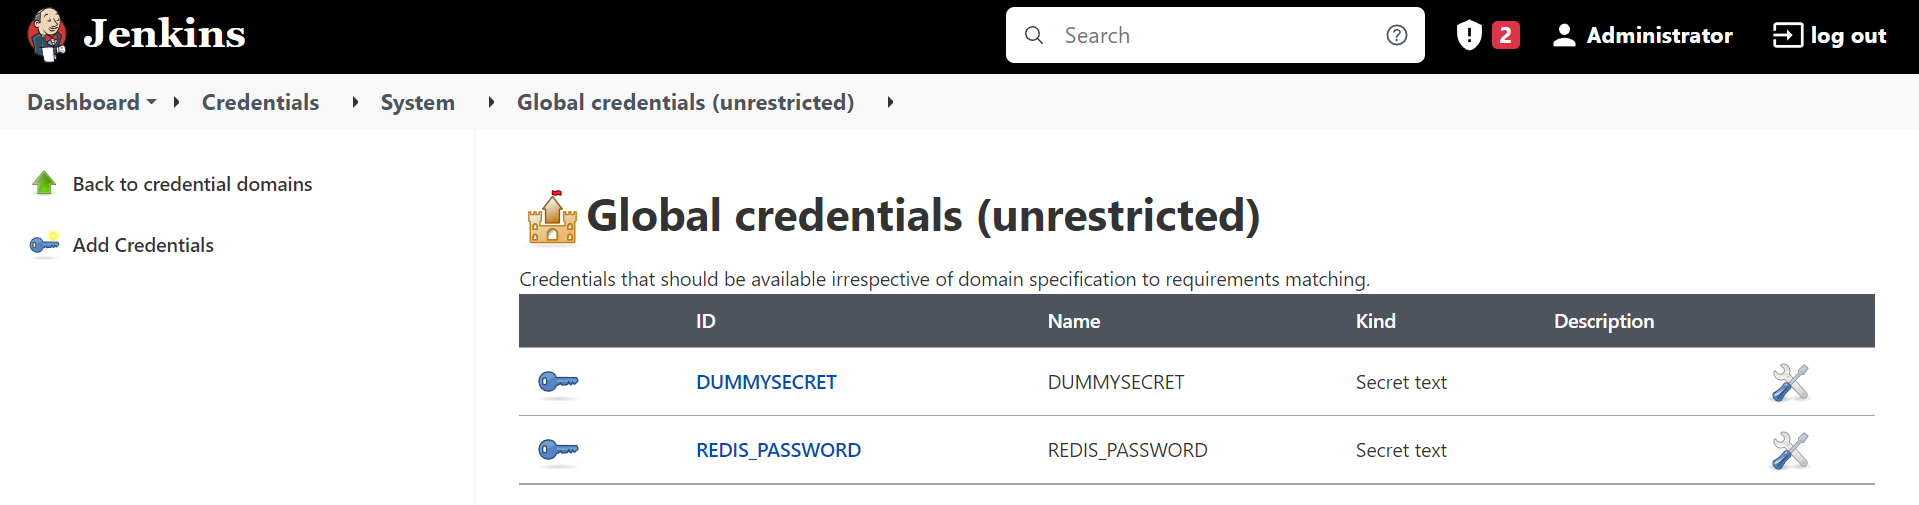 Jenkins
Search
2
Administrator
log out
Dashboard
Credentials
System
Global credentials (unrestricted)
Back to credential domains
Add Credentials
Global credentials (unrestricted)
Credentials that should be available irrespective of domain specification to requirements matching.
ID Name Kind Description
DUMMYSECRET DUMMYSECRET Secret text
REDIS_PASSWORD REDIS_PASSWORD Secret text